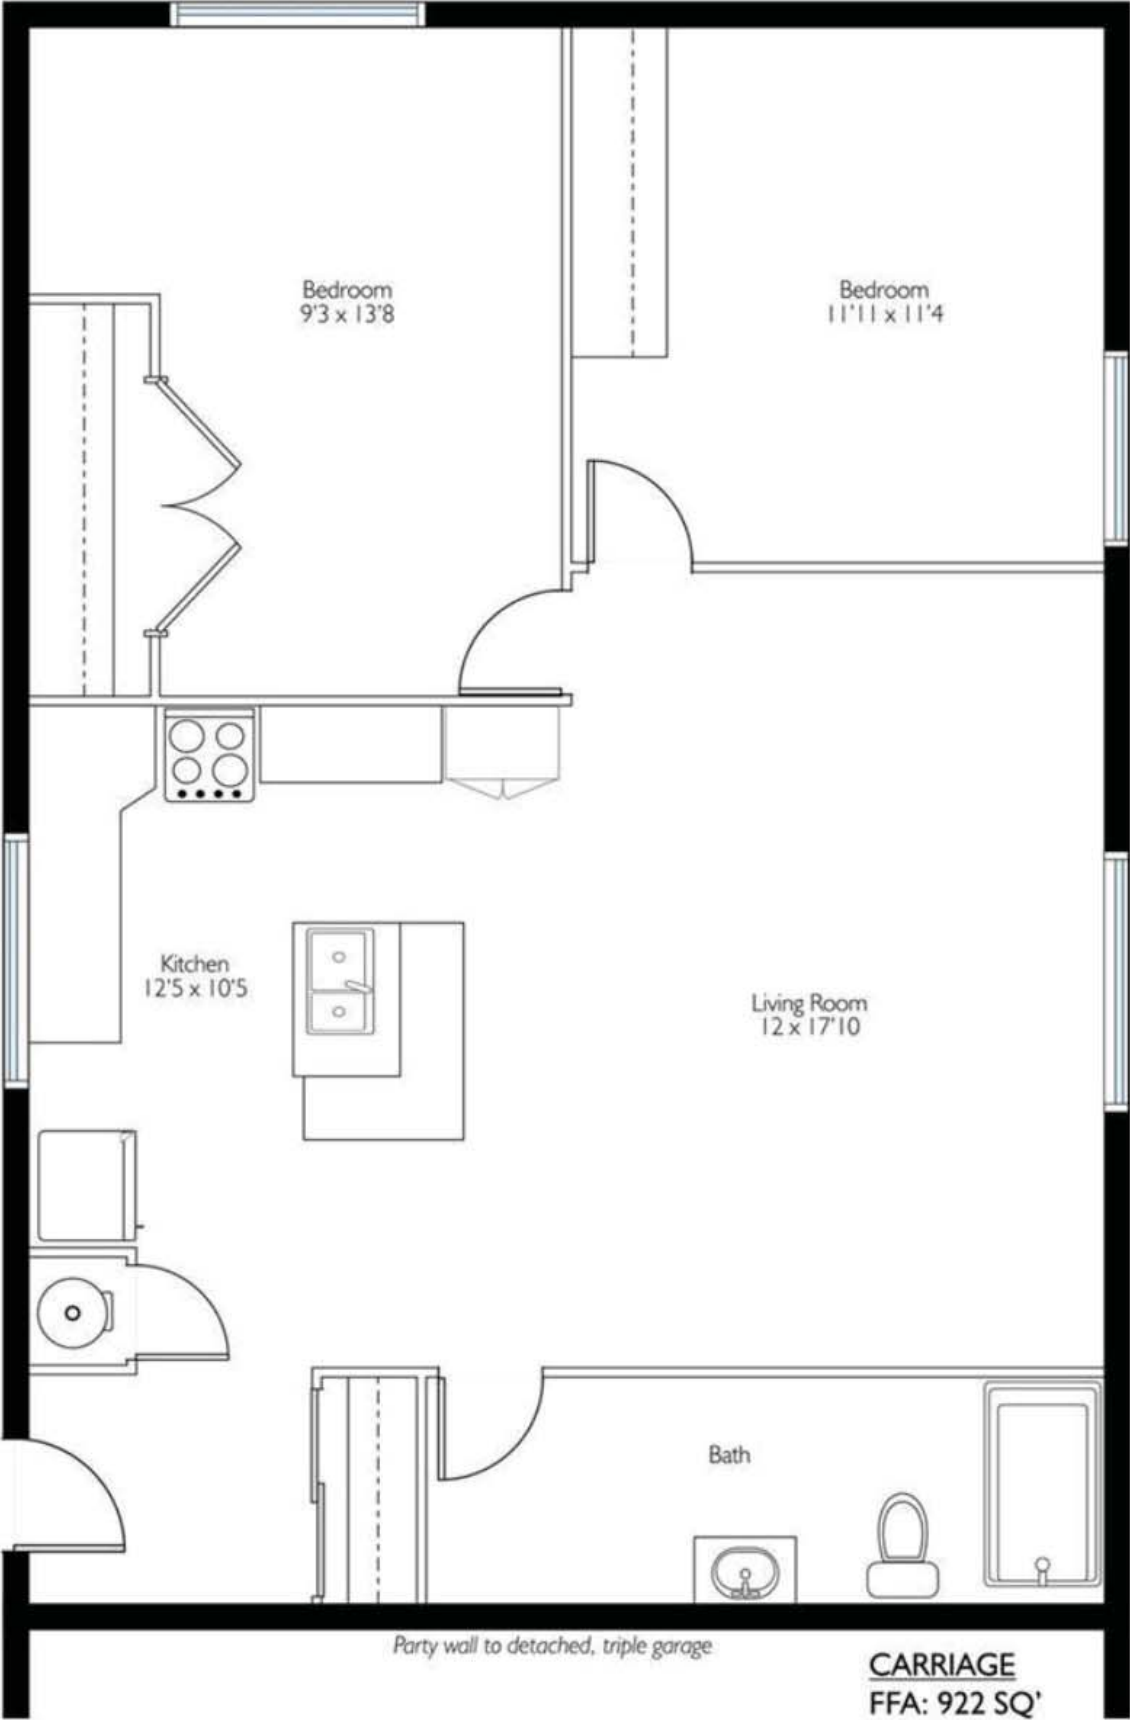 Bedroom
9'3 x 13'8
Bedroom
11'11 x 11'4
Kitchen
12'5 x 10'5
Living Room
12 x 17'10
Bath
Party wall to detached, triple garage
CARRIAGE
FFA: 922 SQ'